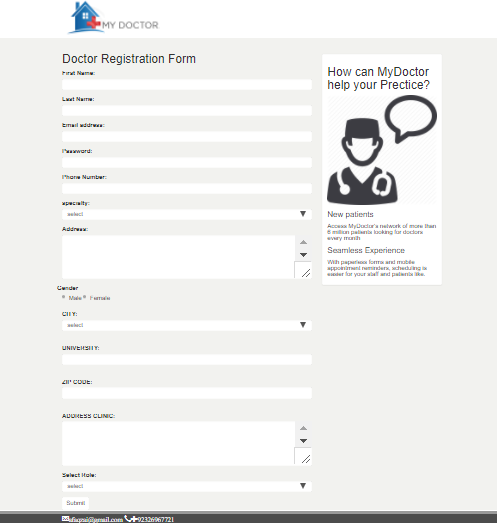 MY DOCTOR
Doctor Registration Form
First Name:
Last Name:
Email address:
Password:
Phone Number:
specialty:
select
Address:
Gender
Male Female
CITY:
select
UNIVERSITY:
ZIP CODE:
ADDRESS CLINIC:
Select Role:
select
Submit
How can MyDoctor
help your Prectice?
New patients
Access MyDoctor's network of more than
6 million patients looking for doctors
every month
Seamless Experience
With paperless forms and mobile
appointment reminders, scheduling is
easier for your staff and patients like.
92326967721